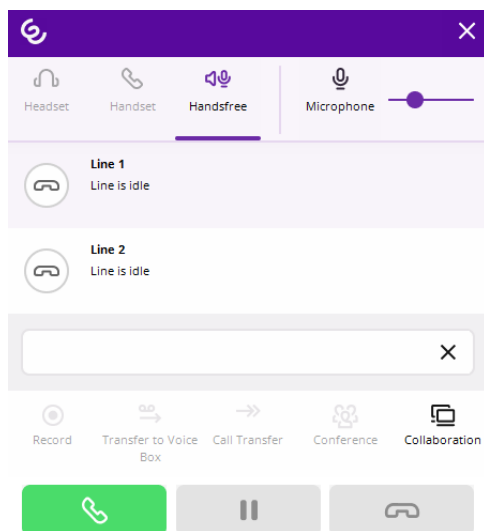 Headset Handset Handsfree Microphone
Line 1
Line is idle
Line 2
Line is idle
Record Transfer to Voice Call Transfer Conference Collaboration
Box